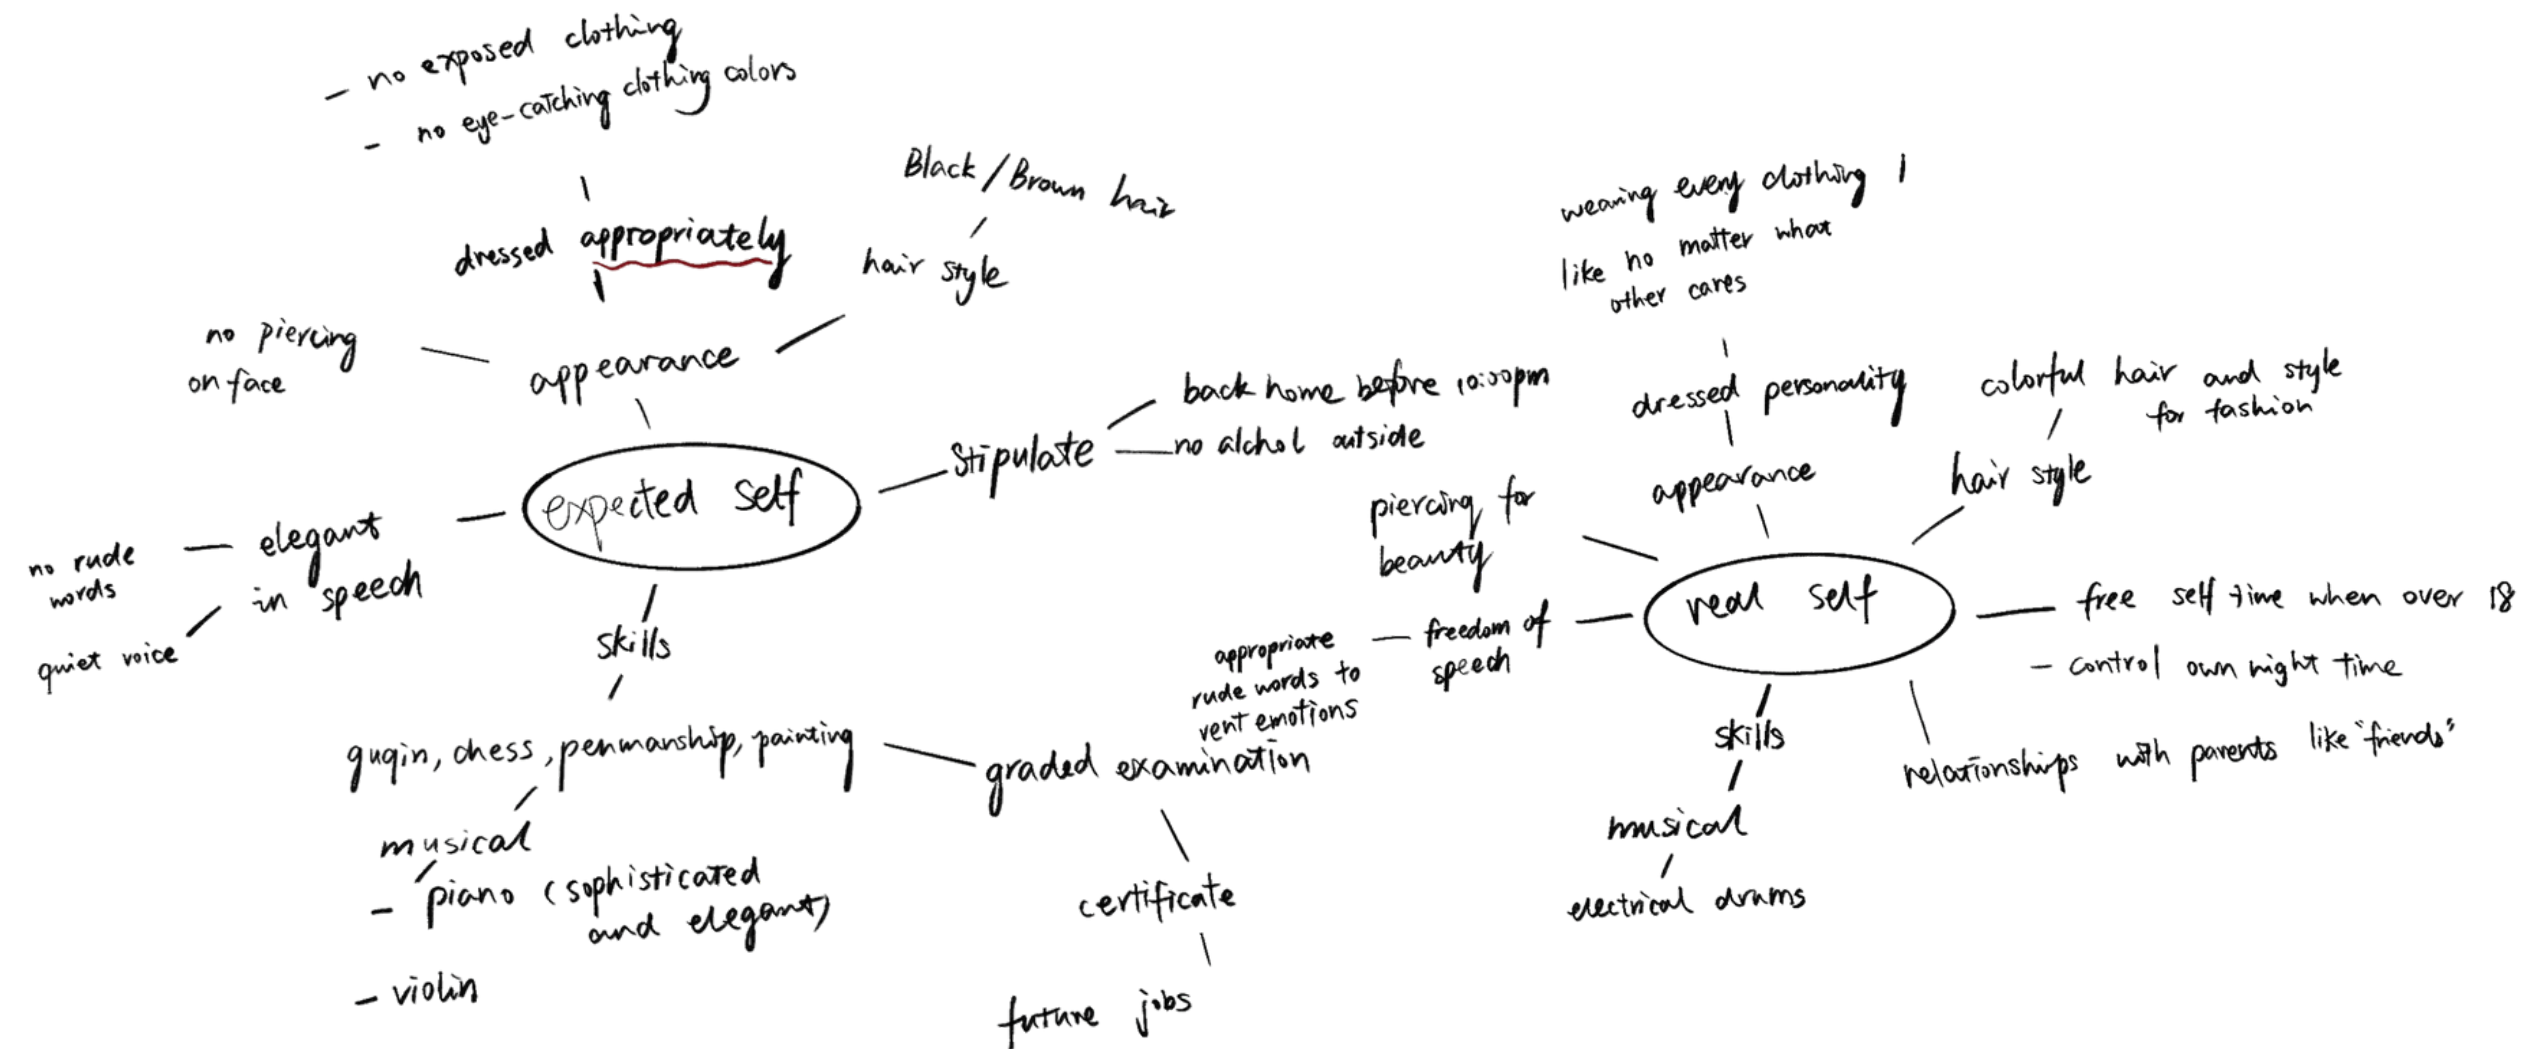 - no exposed clothing
- no eye-catching clothing colors
dressed appropriately
Black/Brown hair
hair style
no piercing
on face
appearance
expected self
Stipulate
back home before 10:00pm
no alchol outside
elegant
in speech
no rude
words
quiet voice
skills
guqin, chess, penmanship, painting
musical
- piano (sophisticated
and elegant)
- violin
graded examination
certificate
future jobs
wearing every clothing I
like no matter what
other cares
dressed personality
appearance
colorful hair and style
for fashion
hair style
piercing for
beauty
real self
freedom of
speech
appropriate
rude words to
vent emotions
free self time when over 18
- control own night time
relationships with parents like "friends"
skills
musical
electrical drums